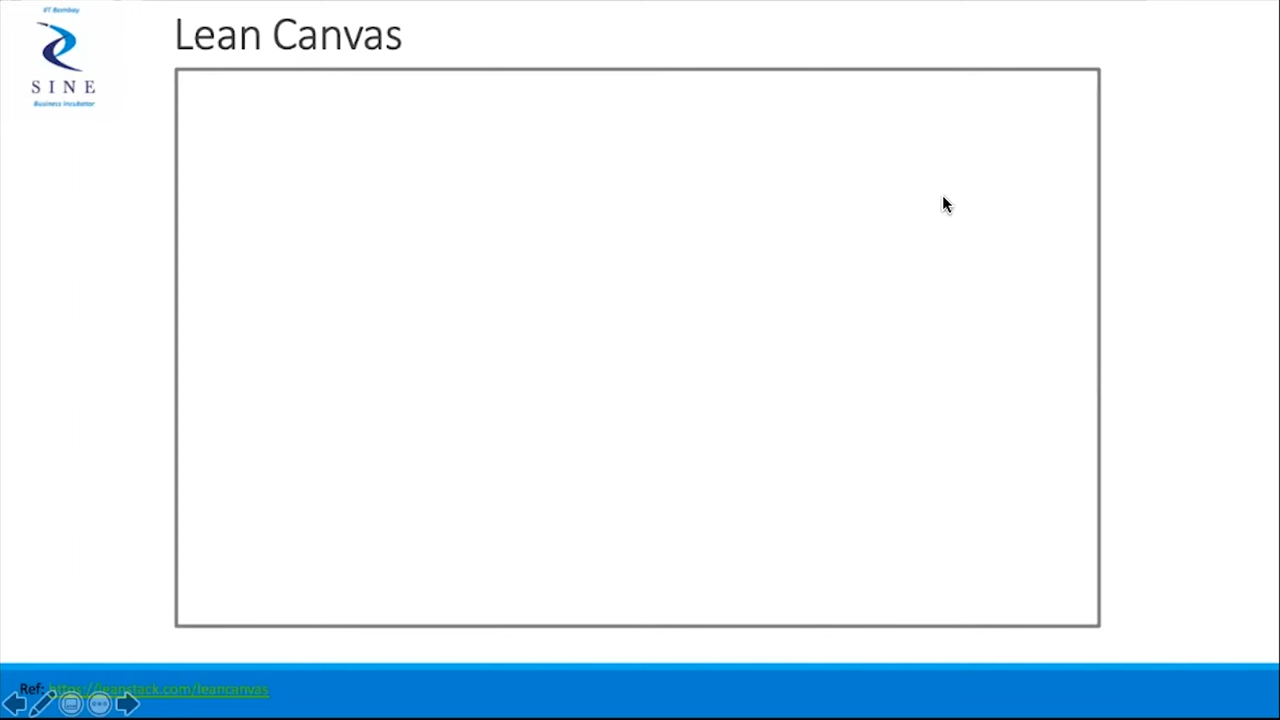 IIT Bombay
Lean Canvas
SINE
Business Incubator
Ref: https://leanstack.com/leancanvas